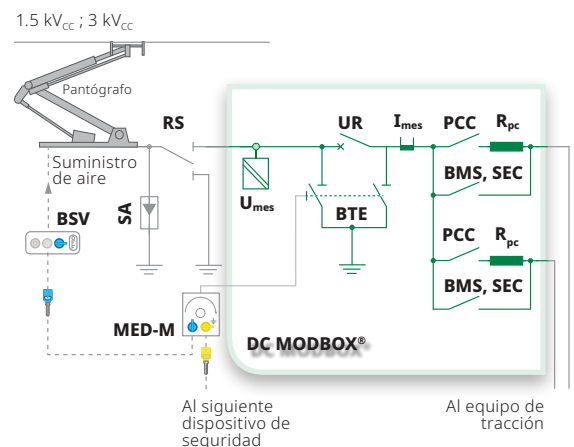 1.5 kVcc ; 3 kVcc
Pantógrafo
RS
UR
Imes
PCC
Rpc
Suministro
de aire
BMS, SEC
Umes
BSV
SA
BTE
PCC
Rpc
BMS, SEC
MED-M
DC MODBOX®
Al siguiente
dispositivo de
seguridad
Al equipo de
tracción